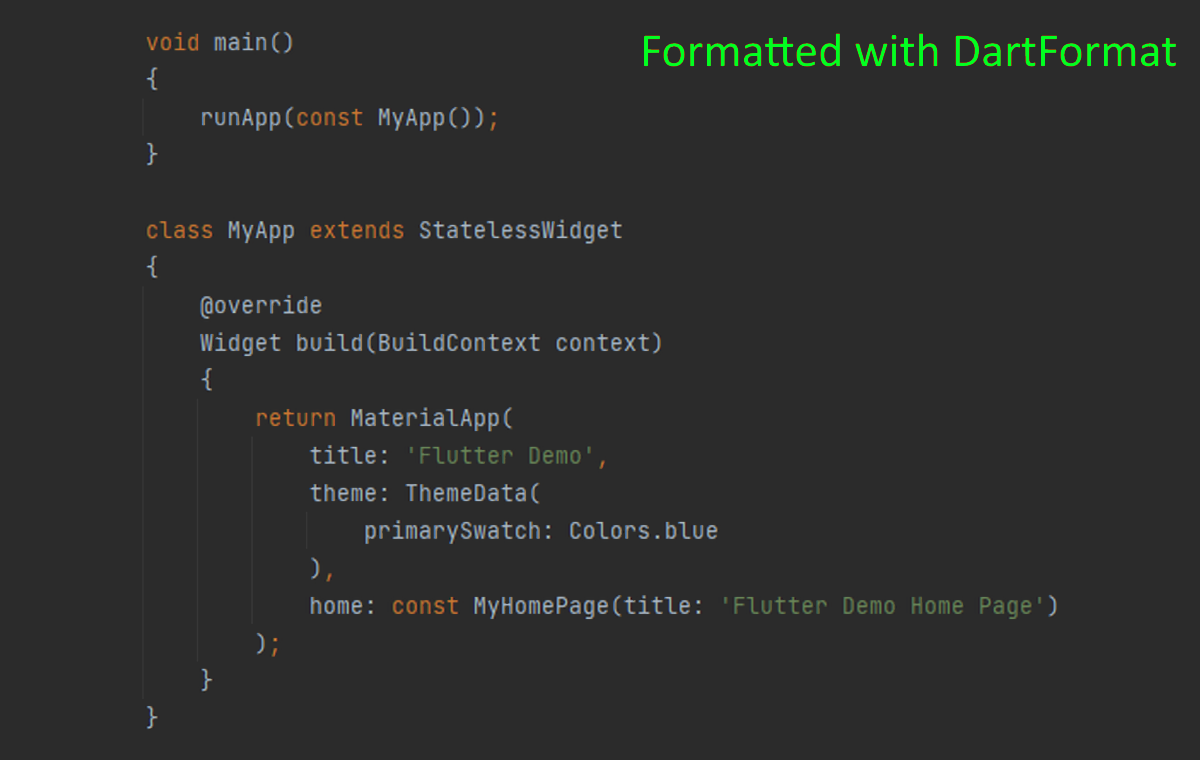 Formatted with DartFormat
void main()
{
    runApp(const MyApp());
}

class MyApp extends StatelessWidget
{
    @override
    Widget build(BuildContext context)
    {
        return MaterialApp(
            title: 'Flutter Demo',
            theme: ThemeData(
                primarySwatch: Colors.blue
            ),
            home: const MyHomePage(title: 'Flutter Demo Home Page')
        );
    }
}